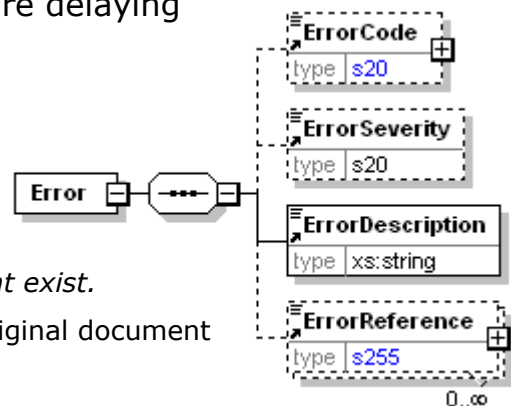 re delaying
ErrorCode
type s20
ErrorSeverity
type s20
Error
ErrorDescription
type xs:string
t exist.
iginal document
ErrorReference
type s255
0..∞